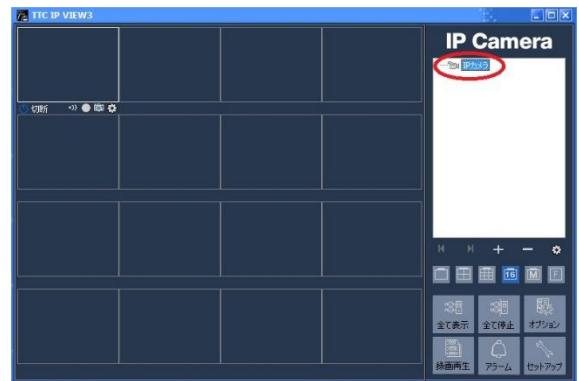 TTC IP VIEW3
IP Camera
IPカメラ
切断
16 M F
全て表示 全て停止 オプション
録画再生 アラーム セットアップ